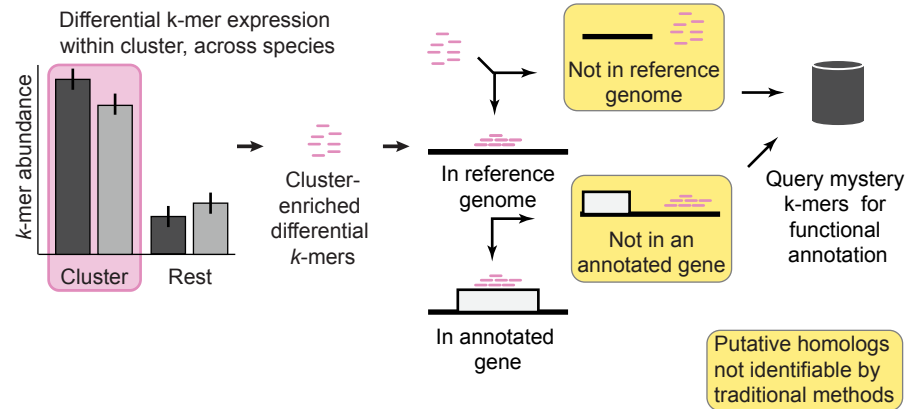 Differential k-mer expression
within cluster, across species
k-mer abundance
Cluster
Rest
Cluster-
enriched
differential
k-mers
In reference
genome
In annotated
gene
Not in reference
genome
Not in an
annotated gene
Query mystery
k-mers for
functional
annotation
Putative homologs
not identifiable by
traditional methods